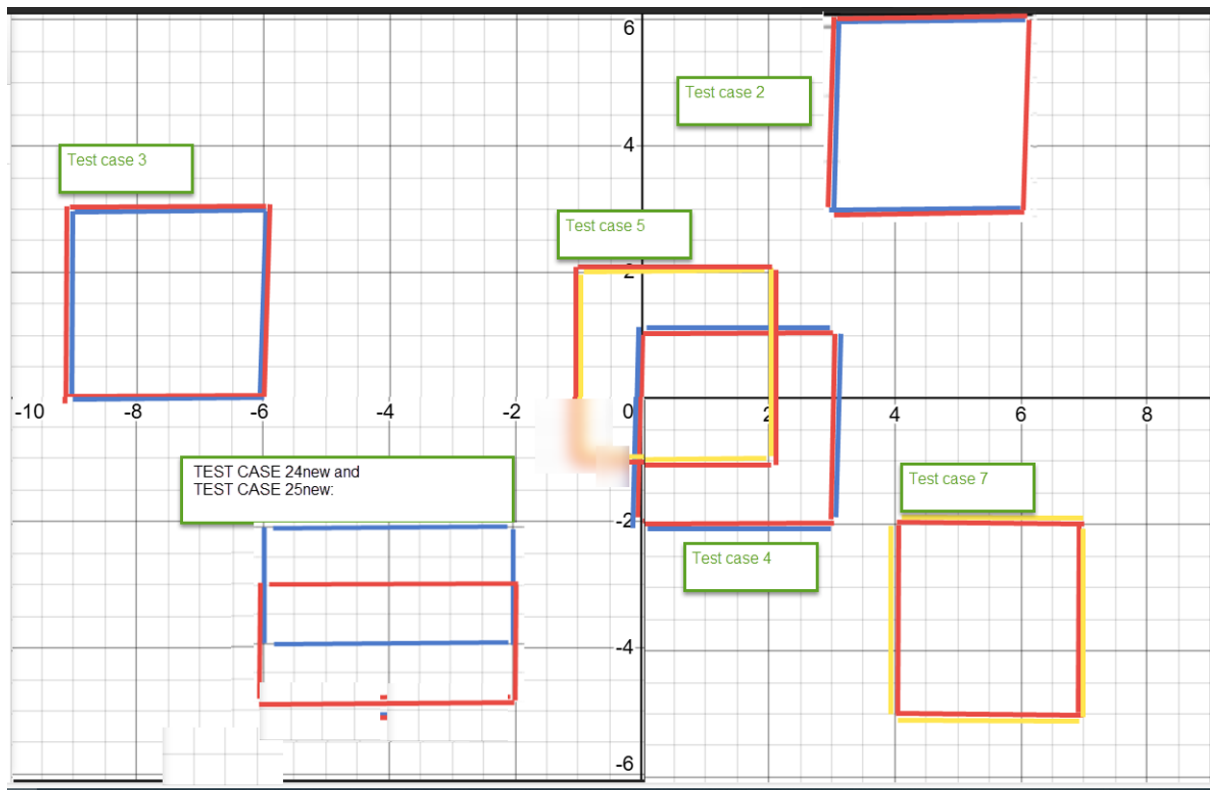 6
Test case 2
4
Test case 3
Test case 5
2
-10
-8
-6
-4
-2
0
2
4
6
8
TEST CASE 24new and
TEST CASE 25new:
Test case 7
-2
Test case 4
-4
-6